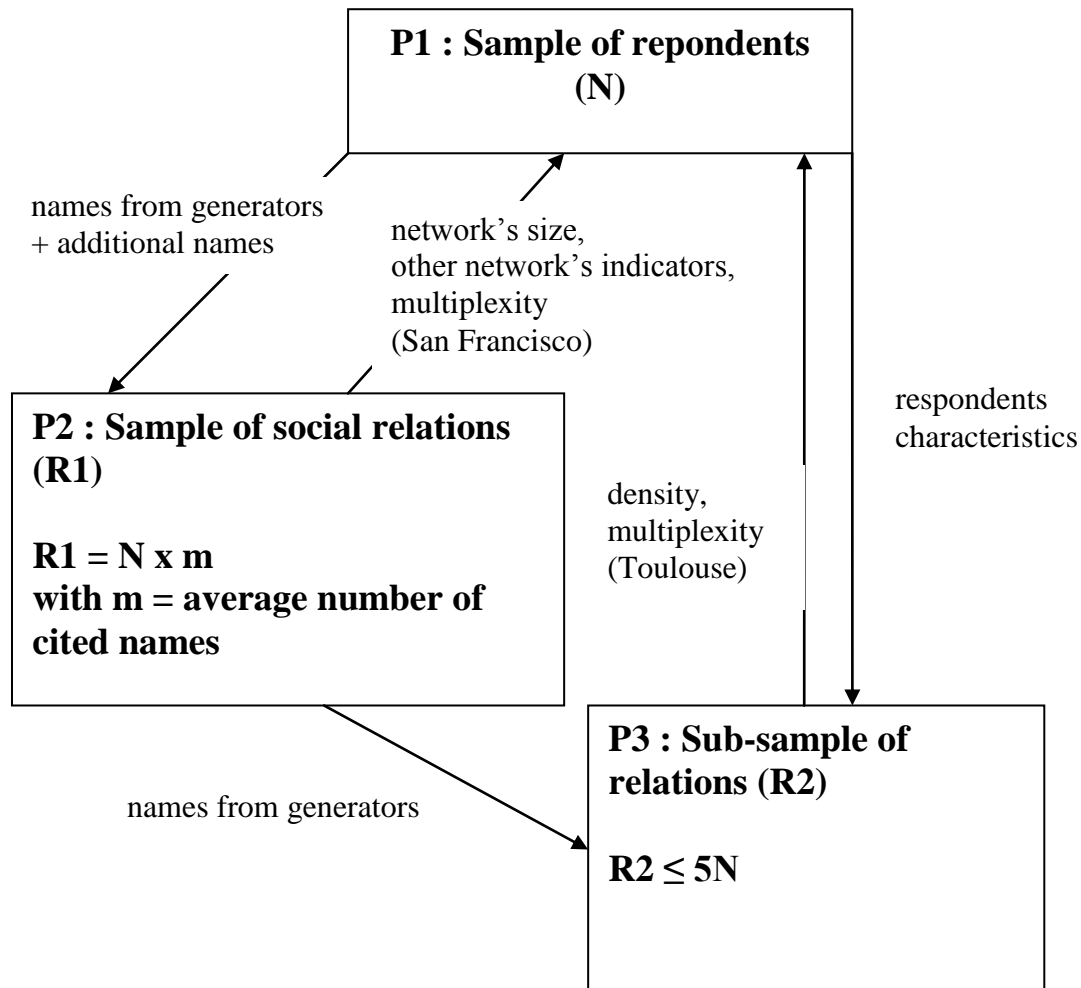 P1 : Sample of repondents
(N)
names from generators
+ additional names
network’s size,
other network’s indicators,
multiplexity
(San Francisco)
respondents
characteristics
P2 : Sample of social relations
(R1)
R1 = N x m
with m = average number of
cited names
density,
multiplexity
(Toulouse)
names from generators
P3 : Sub-sample of
relations (R2)
R2 ≤ 5N